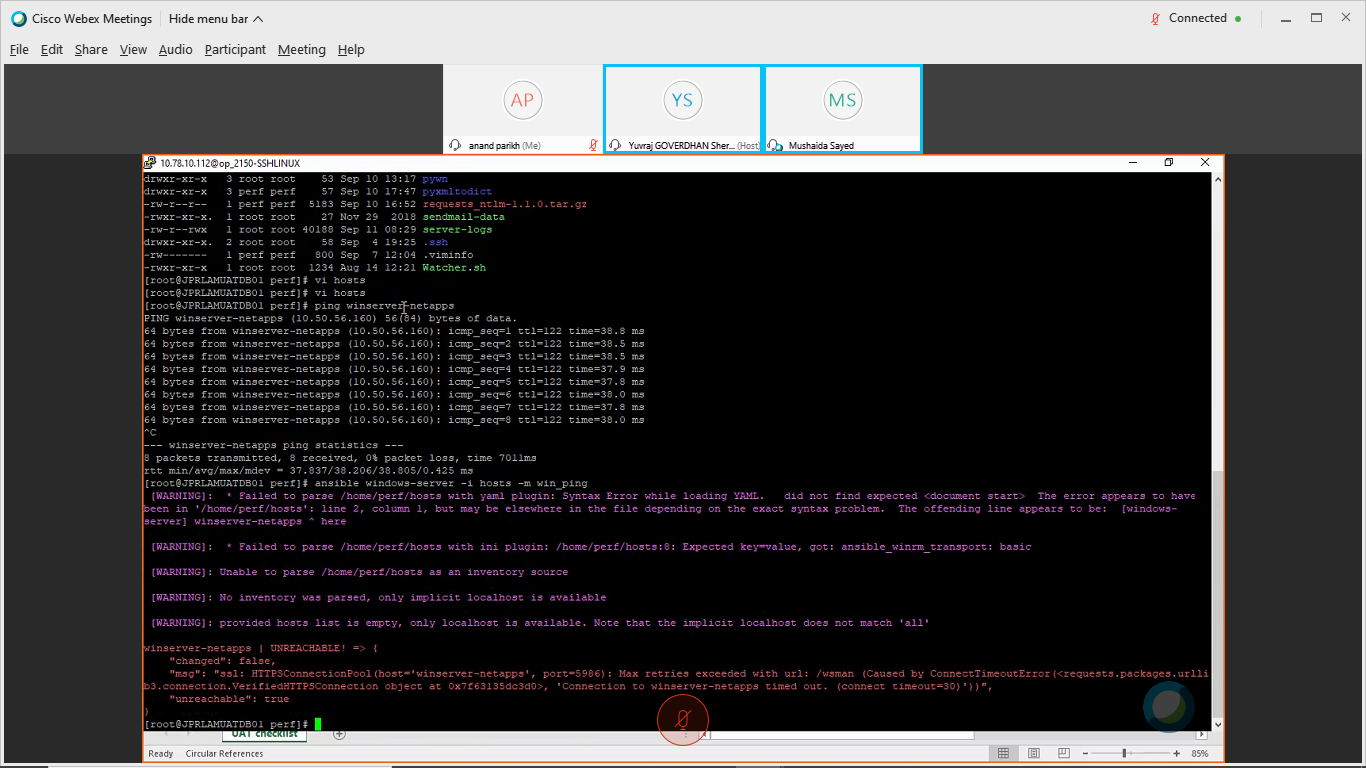 Cisco Webex Meetings
Hide menu bar
Connected
File Edit Share View Audio Participant Meeting Help
AP
YS
MS
anand parikh (Me)
Yuvraj GOVERDHAN Sher... (Host)
Mushaida Sayed
10.78.10.112@op_2150-SSHLINUX
drwxr-xr-x 3 root root 53 Sep 10 13:17 pywn
drwxr-xr-x 3 perf perf 57 Sep 10 17:47 pyxmltodict
-rw-r--r-- 1 perf perf 5183 Sep 10 16:52 requests_ntlm-1.1.0.tar.gz
-rwxr-xr-x. 1 root root 27 Nov 29 2018 sendmail-data
-rw-r--rwx 1 root root 40188 Sep 11 08:29 server-logs
drwxr-xr-x. 2 root root 58 Sep 4 19:25 .ssh
-rw------- 1 perf perf 800 Sep 7 12:04 .viminfo
-rwxr-xr-x 1 root root 1234 Aug 14 12:21 Watcher.sh
[root@JPRLAMUATDB01 perf]# vi hosts
[root@JPRLAMUATDB01 perf]# vi hosts
[root@JPRLAMUATDB01 perf]# ping winserver-netapps
PING winserver-netapps (10.50.56.160) 56(84) bytes of data.
64 bytes from winserver-netapps (10.50.56.160): icmp_seq=1 ttl=122 time=38.8 ms
64 bytes from winserver-netapps (10.50.56.160): icmp_seq=2 ttl=122 time=38.5 ms
64 bytes from winserver-netapps (10.50.56.160): icmp_seq=3 ttl=122 time=38.5 ms
64 bytes from winserver-netapps (10.50.56.160): icmp_seq=4 ttl=122 time=37.9 ms
64 bytes from winserver-netapps (10.50.56.160): icmp_seq=5 ttl=122 time=37.8 ms
64 bytes from winserver-netapps (10.50.56.160): icmp_seq=6 ttl=122 time=38.0 ms
64 bytes from winserver-netapps (10.50.56.160): icmp_seq=7 ttl=122 time=37.8 ms
64 bytes from winserver-netapps (10.50.56.160): icmp_seq=8 ttl=122 time=38.0 ms
^C
--- winserver-netapps ping statistics ---
8 packets transmitted, 8 received, 0% packet loss, time 7011ms
rtt min/avg/max/mdev = 37.837/38.206/38.805/0.425 ms
[root@JPRLAMUATDB01 perf]# ansible windows-server -i hosts -m win_ping
[WARNING]: * Failed to parse /home/perf/hosts with yaml plugin: Syntax Error while loading YAML. did not find expected <document start> The error appears to have
been in '/home/perf/hosts': line 2, column 1, but may be elsewhere in the file depending on the exact syntax problem. The offending line appears to be: [windows-
server] winserver-netapps ^ here
[WARNING]: * Failed to parse /home/perf/hosts with ini plugin: /home/perf/hosts:8: Expected key=value, got: ansible_winrm_transport: basic
[WARNING]: Unable to parse /home/perf/hosts as an inventory source
[WARNING]: No inventory was parsed, only implicit localhost is available
[WARNING]: provided hosts list is empty, only localhost is available. Note that the implicit localhost does not match 'all'
winserver-netapps | UNREACHABLE! => {
"changed": false,
"msg": "ssl: HTTPSConnectionPool(host='winserver-netapps', port=5986): Max retries exceeded with url: /wsman (Caused by ConnectTimeoutError(<requests.packages.urlli
b3.connection.VerifiedHTTPSConnection object at 0x7f63135dc3d0>, 'Connection to winserver-netapps timed out. (connect timeout=30)'))",
"unreachable": true
}
[root@JPRLAMUATDB01 perf]#
UAT checklist
Ready Circular References
85%